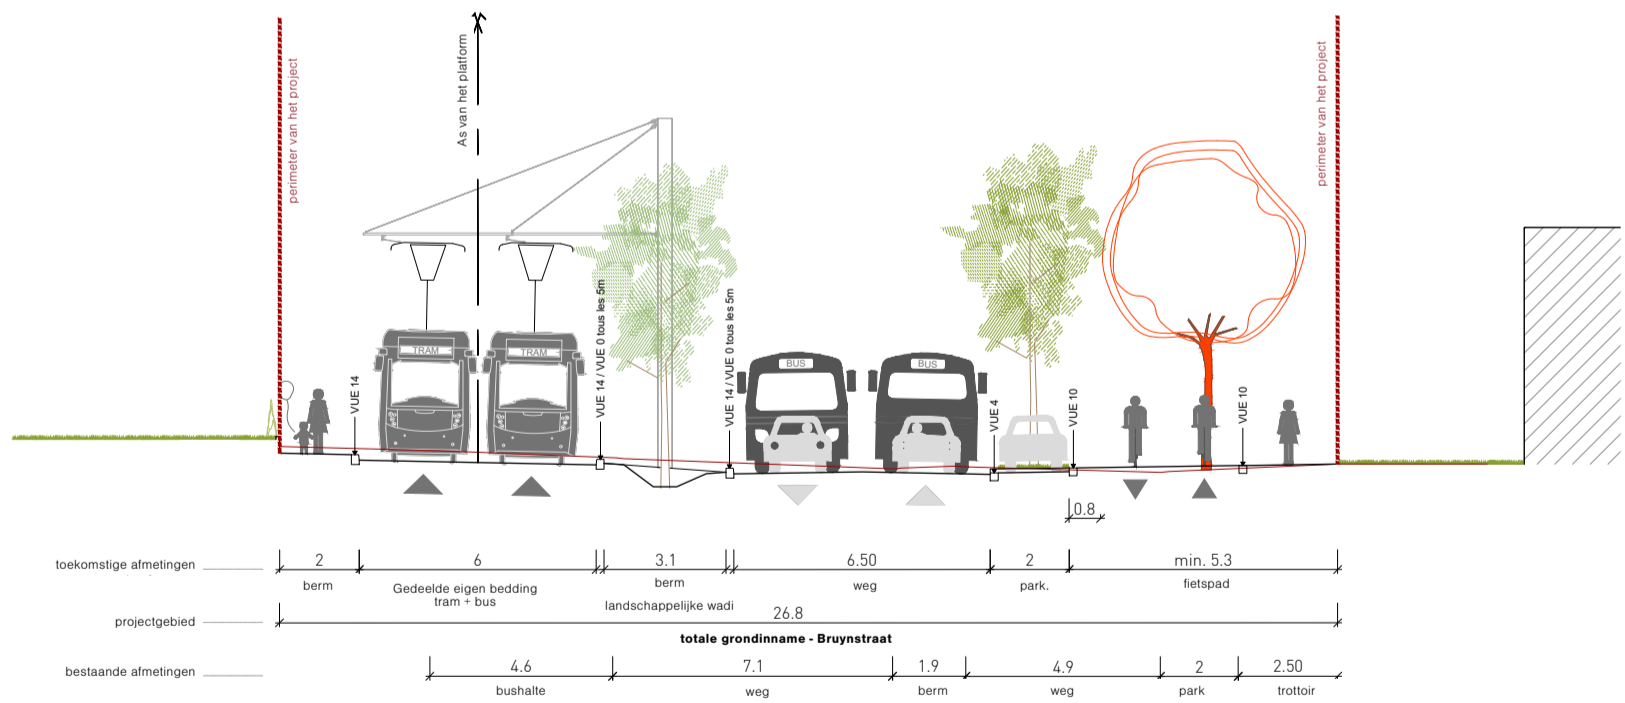 perimeter van het project
As van het platform
perimeter van het project
TRAM
TRAM
BUS
BUS
VUE 14
VUE 14 / VUE 0 tous les 5m
VUE 14 / VUE 0 tous les 5m
VUE 4
VUE 10
VUE 10
0.8
toekomstige afmetingen
2
6
3.1
6.50
2
min. 5.3
berm
Gedeelde eigen bedding
tram + bus
berm
landschappelijke wadi
weg
park.
fietspad
projectgebied
26.8
totale grondinname - Bruynstraat
bestaande afmetingen
4.6
7.1
1.9
4.9
2
2.50
bushalte
weg
berm
weg
park
trottoir